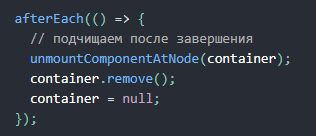 afterEach(() => {
  // подчищаем после завершения
  unmountComponentAtNode(container);
  container.remove();
  container = null;
});